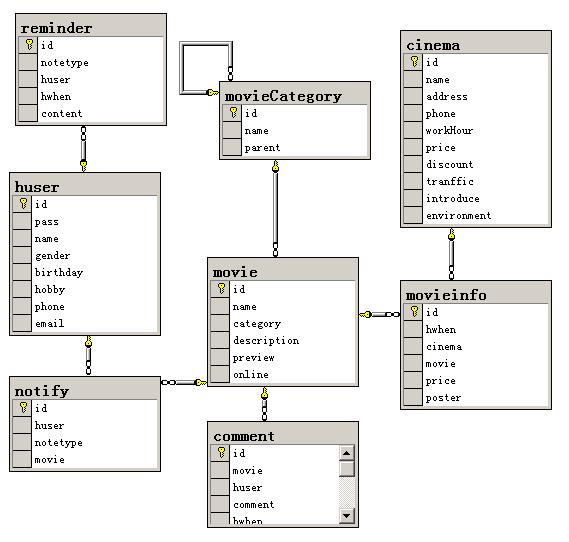 reminder
id
notetype
huser
hwhen
content
movieCategory
id
name
parent
cinema
id
name
address
phone
workHour
price
discount
tranffic
introduce
environment
huser
id
pass
name
gender
birthday
hobby
phone
email
movie
id
name
category
description
preview
online
movieinfo
id
hwhen
cinema
movie
price
poster
notify
id
huser
notetype
movie
comment
id
movie
huser
comment
hwhen